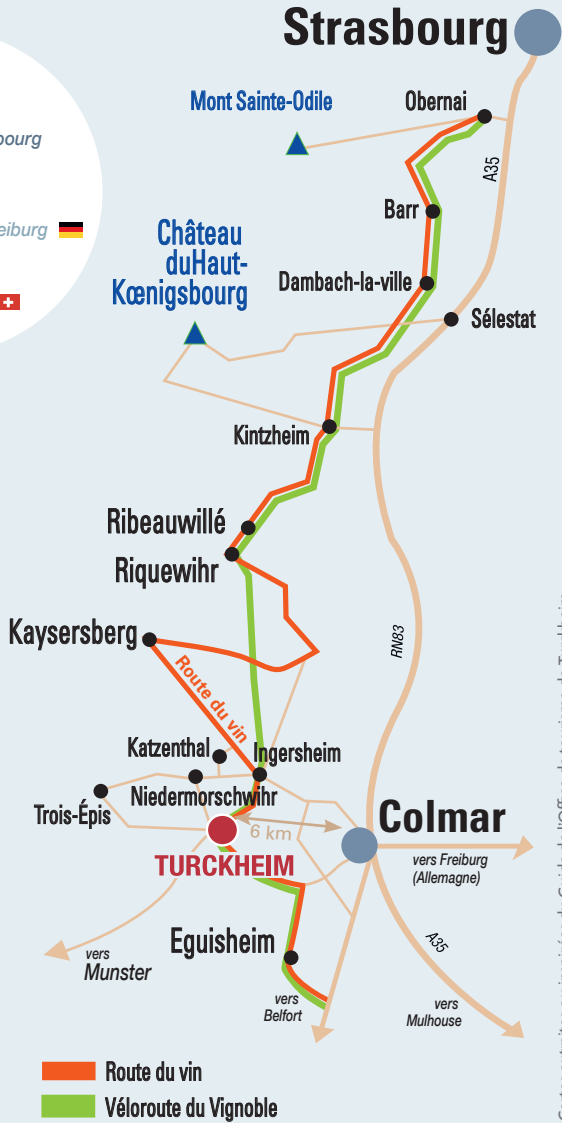 Strasbourg
Mont Sainte-Odile
Obernai
A35
Barr
Château
duHaut-
Kœnigsbourg
Dambach-la-ville
Sélestat
Kintzheim
Ribeauwillé
Riquewihr
Kaysersberg
RN83
Route du vin
Katzenthal
Ingersheim
Niedermorschwihr
Trois-Épis
Colmar
6 km
TURCKHEIM
vers Freiburg
(Allemagne)
Eguisheim
A35
vers
Munster
vers
Belfort
vers
Mulhouse
Route du vin
Véloroute du Vignoble